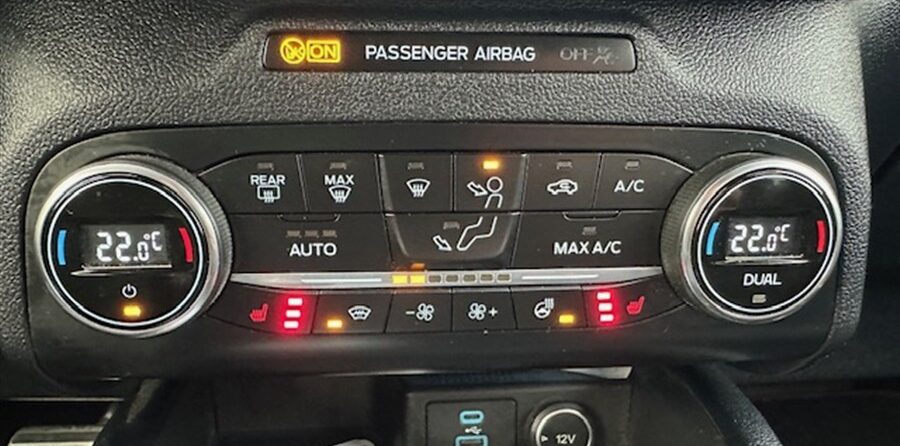 ON PASSENGER AIRBAG OFF
REAR MAX A/C
AUTO MAX A/C
22.0°C 22.0°C
DUAL
- +
12V